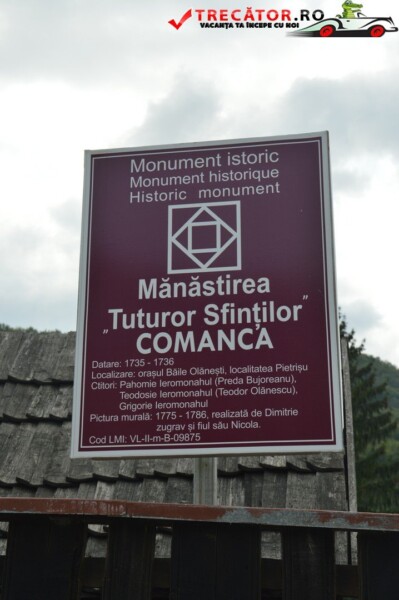 TRECĂTOR.RO
VACANȚA TA ÎNCEPE CU NOI
Monument istoric
Monument historique
Historic monument
Mănăstirea
„Tuturor Sfinților"
COMANCA
Datare: 1735 - 1736
Localizare: orașul Băile Olănești, localitatea Pietrișu
Ctitori: Pahomie Ieromonahul (Preda Bujoreanu),
Teodosie Ieromonahul (Teodor Olănescu),
Grigorie Ieromonahul
Pictura murală: 1775 - 1786, realizată de Dimitrie
zugrav și fiul său Nicola.
Cod LMI: VL-II-m-B-09875